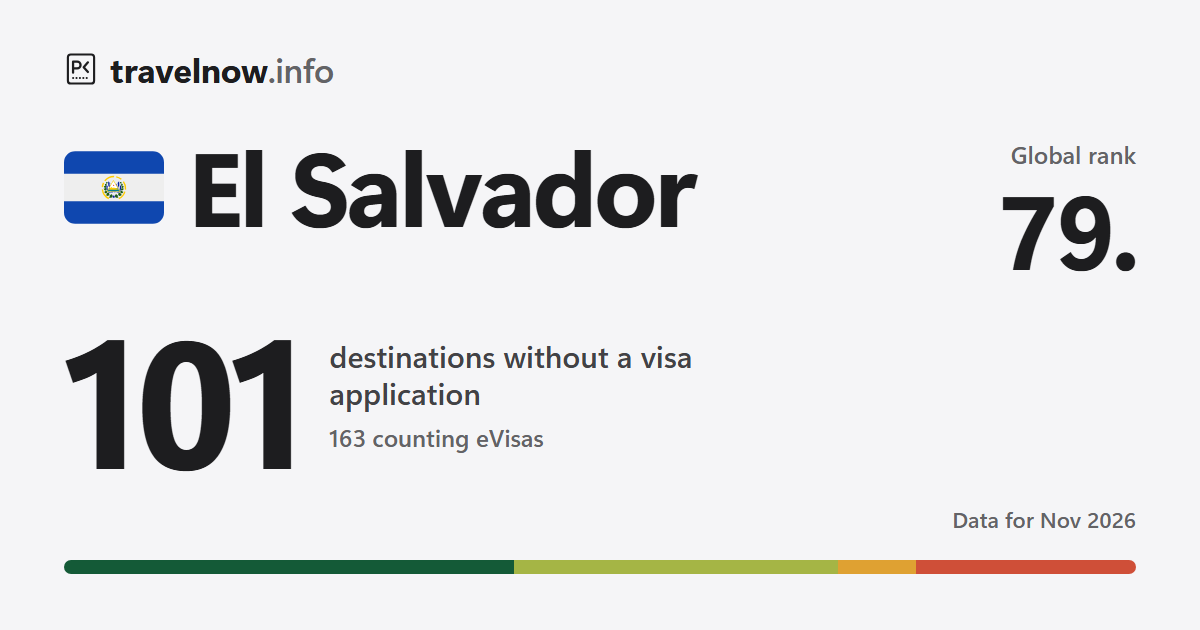 travelnow.info
El Salvador
Global rank
79.
101
destinations without a visa
application
163 counting eVisas
Data for Nov 2026